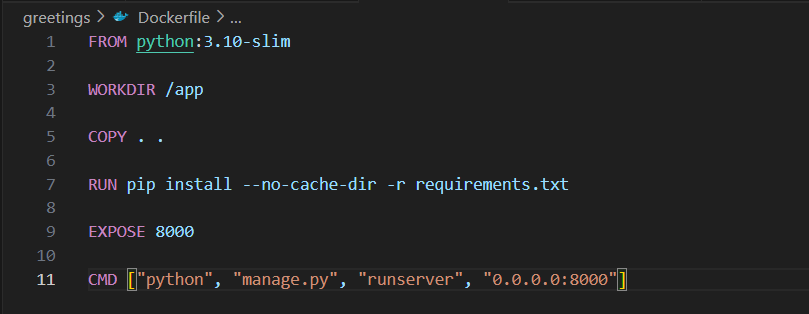 greetings > Dockerfile > ...
1 FROM python:3.10-slim
2
3 WORKDIR /app
4
5 COPY . .
6
7 RUN pip install --no-cache-dir -r requirements.txt
8
9 EXPOSE 8000
10
11 CMD ["python", "manage.py", "runserver", "0.0.0.0:8000"]